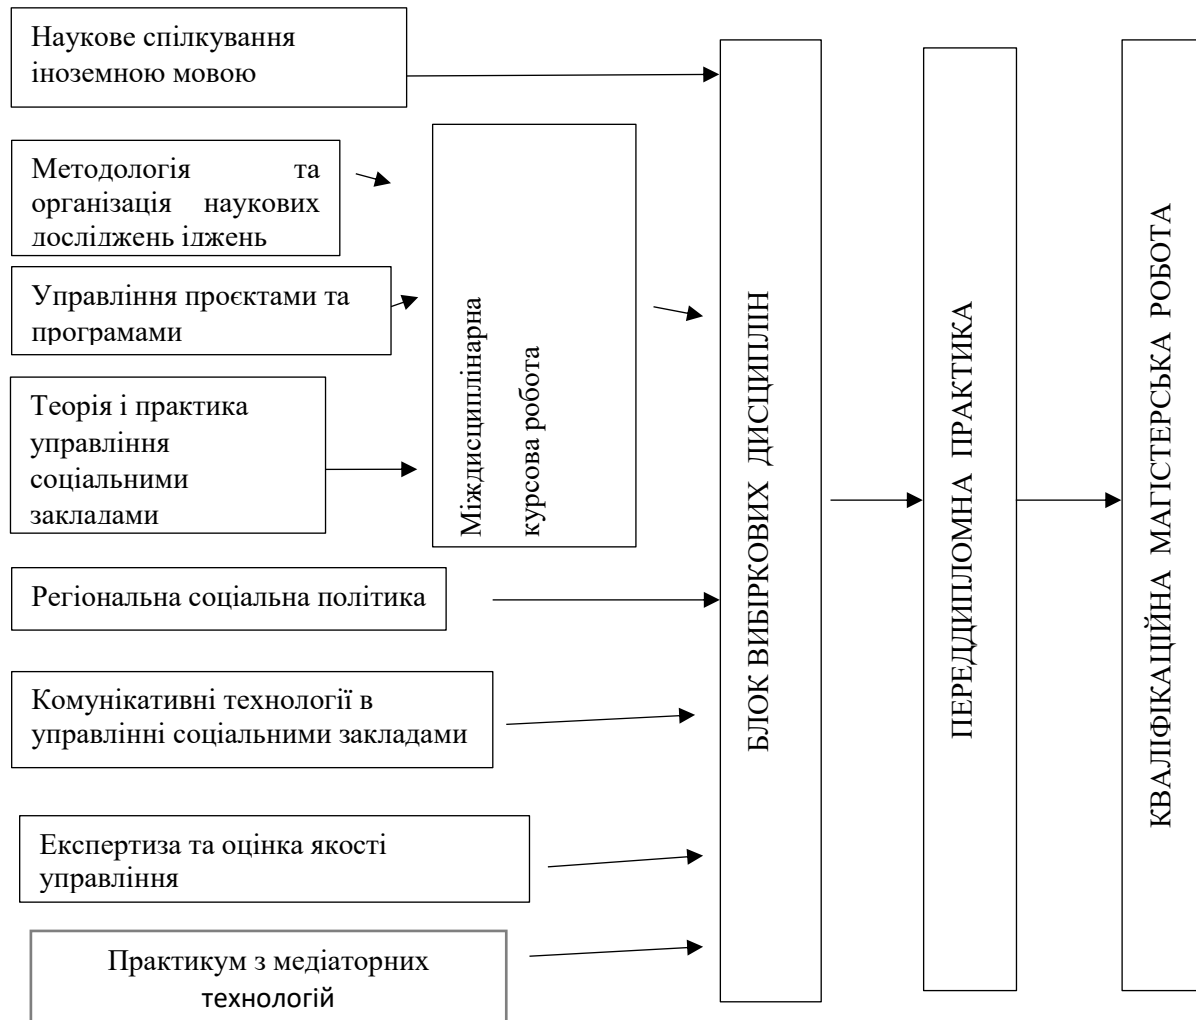 Наукове спілкування
іноземною мовою
Методологія та
організація наукових
досліджень іджень
Управління проєктами та
програмами
Теорія і практика
управління
соціальними
закладами
Міждисциплінарна
курсова робота
Регіональна соціальна політика
Комунікативні технології в
управлінні соціальними закладами
Експертиза та оцінка якості
управління
Практикум з медіаторних
технологій
БЛОК ВИБІРКОВИХ ДИСЦИПЛІН
ПЕРЕДДИПЛОМНА ПРАКТИКА
КВАЛІФІКАЦІЙНА МАГІСТЕРСЬКА РОБОТА